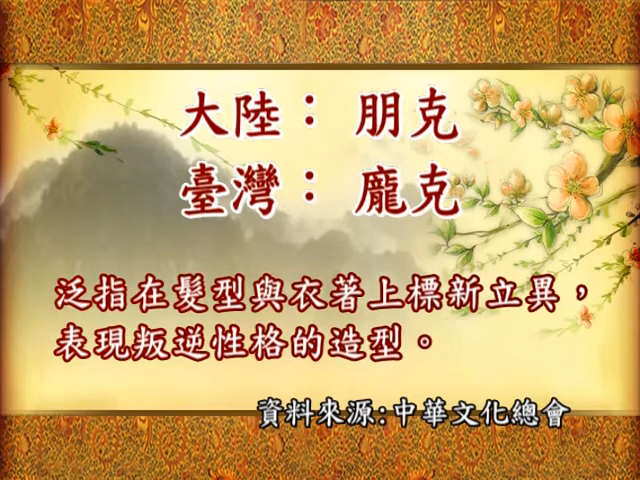 大陸：朋克
臺灣：龐克
泛指在髮型與衣著上標新立異，
表現叛逆性格的造型。
資料來源:中華文化總會